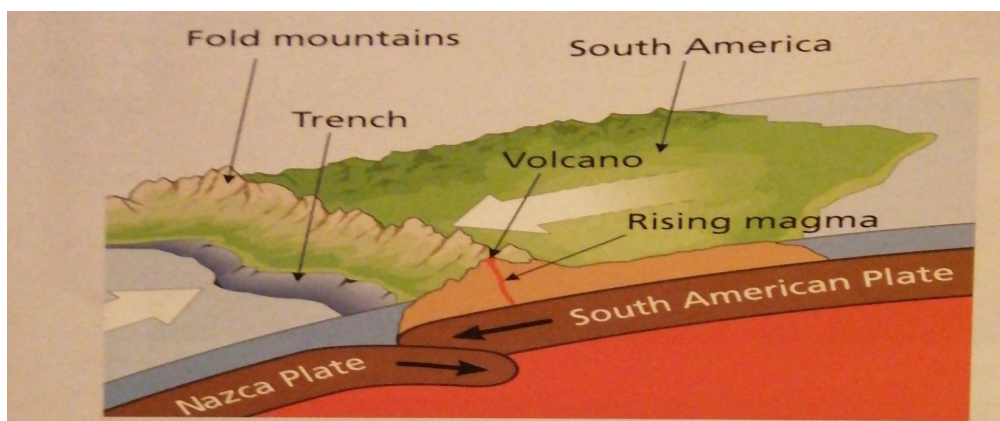 Fold mountains
South America
Trench
Volcano
Rising magma
South American Plate
Nazca Plate